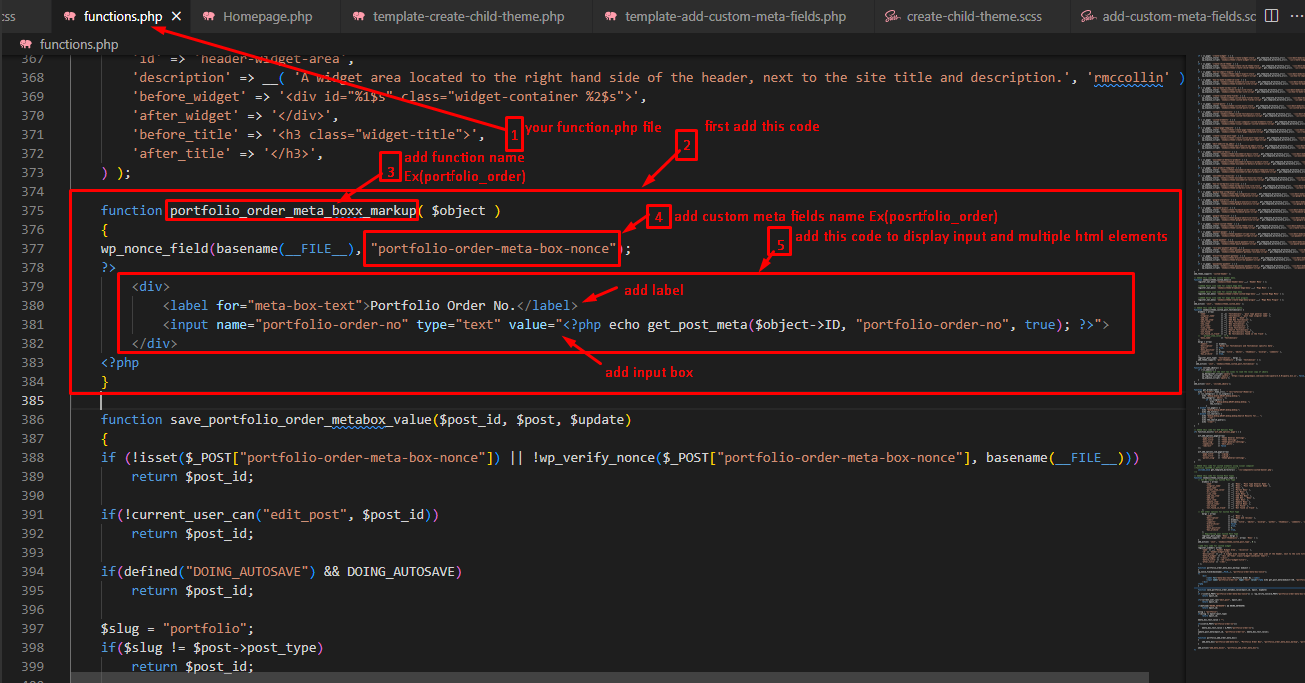 :ss functions.php × Homepage.php template-create-child-theme.php template-add-custom-meta-fields.php create-child-theme.scss add-custom-meta-fields.sc ···
functions.php
367 'id' => 'header-widget-area',
368 'description' => __( 'A widget area located to the right hand side of the header, next to the site title and description.', 'rmccollin' )
369 'before_widget' => '<div id="%1$s" class="widget-container %2$s">',
370 'after_widget' => '</div>',
371 'before_title' => '<h3 class="widget-title">',
1 your function.php file
2 first add this code
372 'after_title' => '</h3>',
373 ) );
3 add function name
Ex(portfolio_order)
374
375 function portfolio_order_meta_boxx_markup( $object )
4 add custom meta fields name Ex(posrtfolio_order)
376 {
5 add this code to display input and multiple html elements
377 wp_nonce_field(basename(__FILE__), "portfolio-order-meta-box-nonce");
378 ?>
379 <div>
add label
380 <label for="meta-box-text">Portfolio Order No.</label>
381 <input name="portfolio-order-no" type="text" value="<?php echo get_post_meta($object->ID, "portfolio-order-no", true); ?>">
382 </div>
383 <?php
add input box
384 }
385
386 function save_portfolio_order_metabox_value($post_id, $post, $update)
387 {
388 if (!isset($_POST["portfolio-order-meta-box-nonce"]) || !wp_verify_nonce($_POST["portfolio-order-meta-box-nonce"], basename(__FILE__)))
389 return $post_id;
390
391 if(!current_user_can("edit_post", $post_id))
392 return $post_id;
393
394 if(defined("DOING_AUTOSAVE") && DOING_AUTOSAVE)
395 return $post_id;
396
397 $slug = "portfolio";
398 if($slug != $post->post_type)
399 return $post_id;